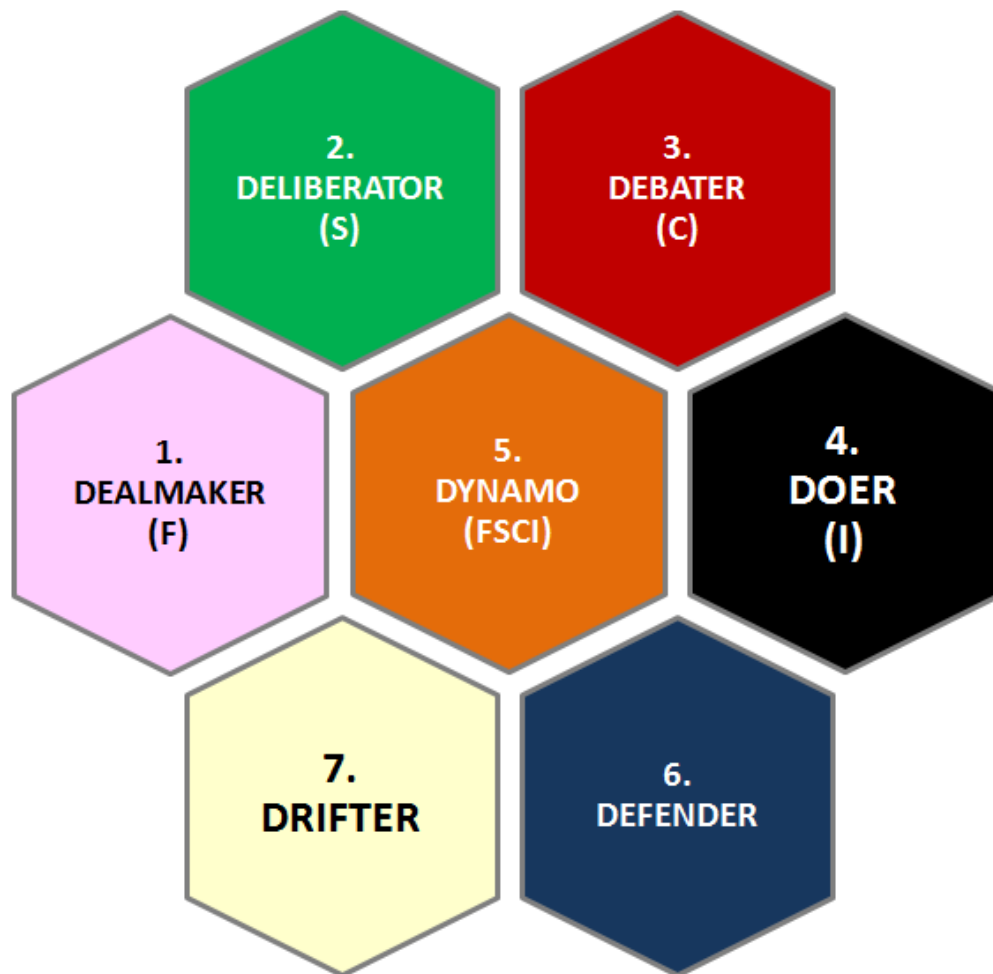 2.
DELIBERATOR
(S)
3.
DEBATER
(C)
1.
DEALMAKER
(F)
5.
DYNAMO
(FSCI)
4.
DOER
(I)
7.
DRIFTER
6.
DEFENDER